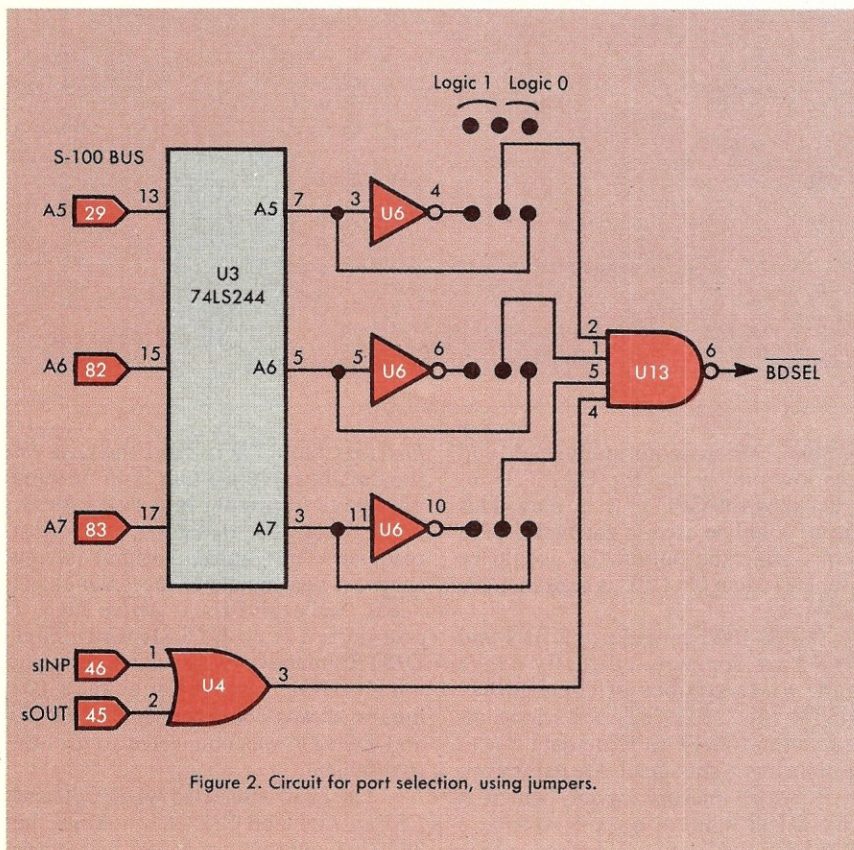 Logic 1 Logic 0
S-100 BUS
A5 29 13 A5 7 3 U6 4
U3
74LS244
A6 82 15 A6 5 5 U6 6
2
1
5
4
U13 6 BDSEL
A7 83 17 A7 3 11 U6 10
sINP 46 1
U4 3
sOUT 45 2
Figure 2. Circuit for port selection, using jumpers.